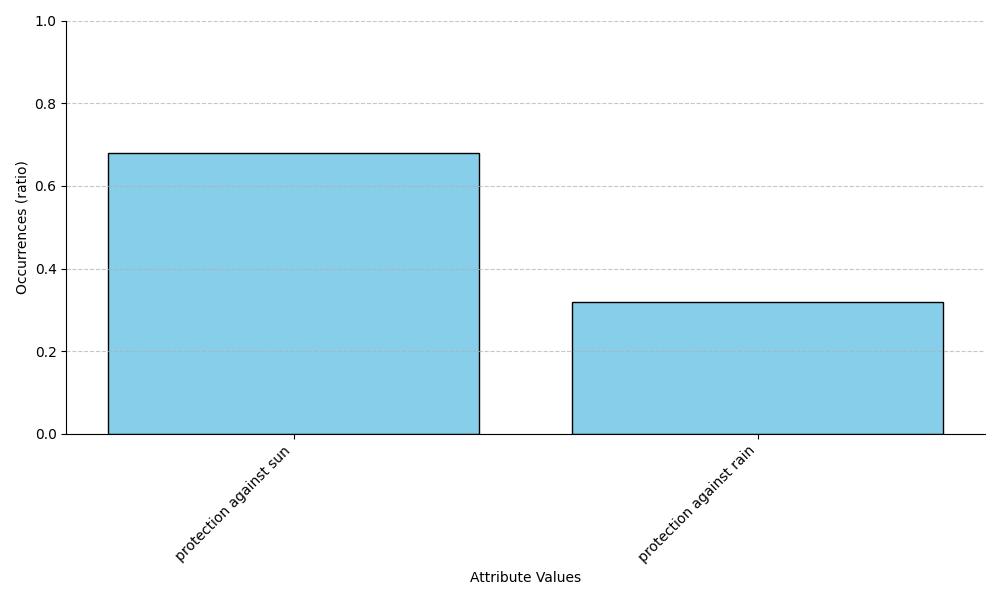 1.0
0.8
0.6
0.4
0.2
0.0
Occurrences (ratio)
protection against sun
protection against rain
Attribute Values